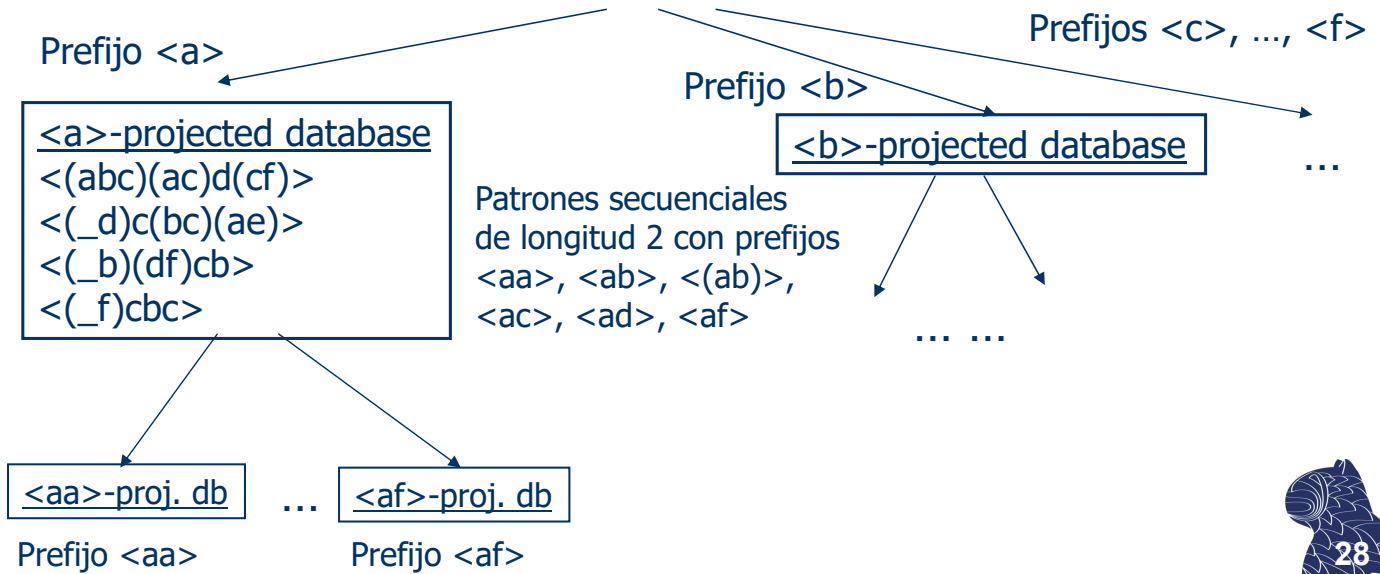 Prefijos <c>, ..., <f>
Prefijo <a>
Prefijo <b>
<a>-projected database
<(abc)(ac)d(cf)>
<(_d)c(bc)(ae)>
<(_b)(df)cb>
<(_f)cbc>
<b>-projected database
...
Patrones secuenciales
de longitud 2 con prefijos
<aa>, <ab>, <(ab)>,
<ac>, <ad>, <af>
... ...
<aa>-proj. db
...
<af>-proj. db
Prefijo <aa>
Prefijo <af>
28